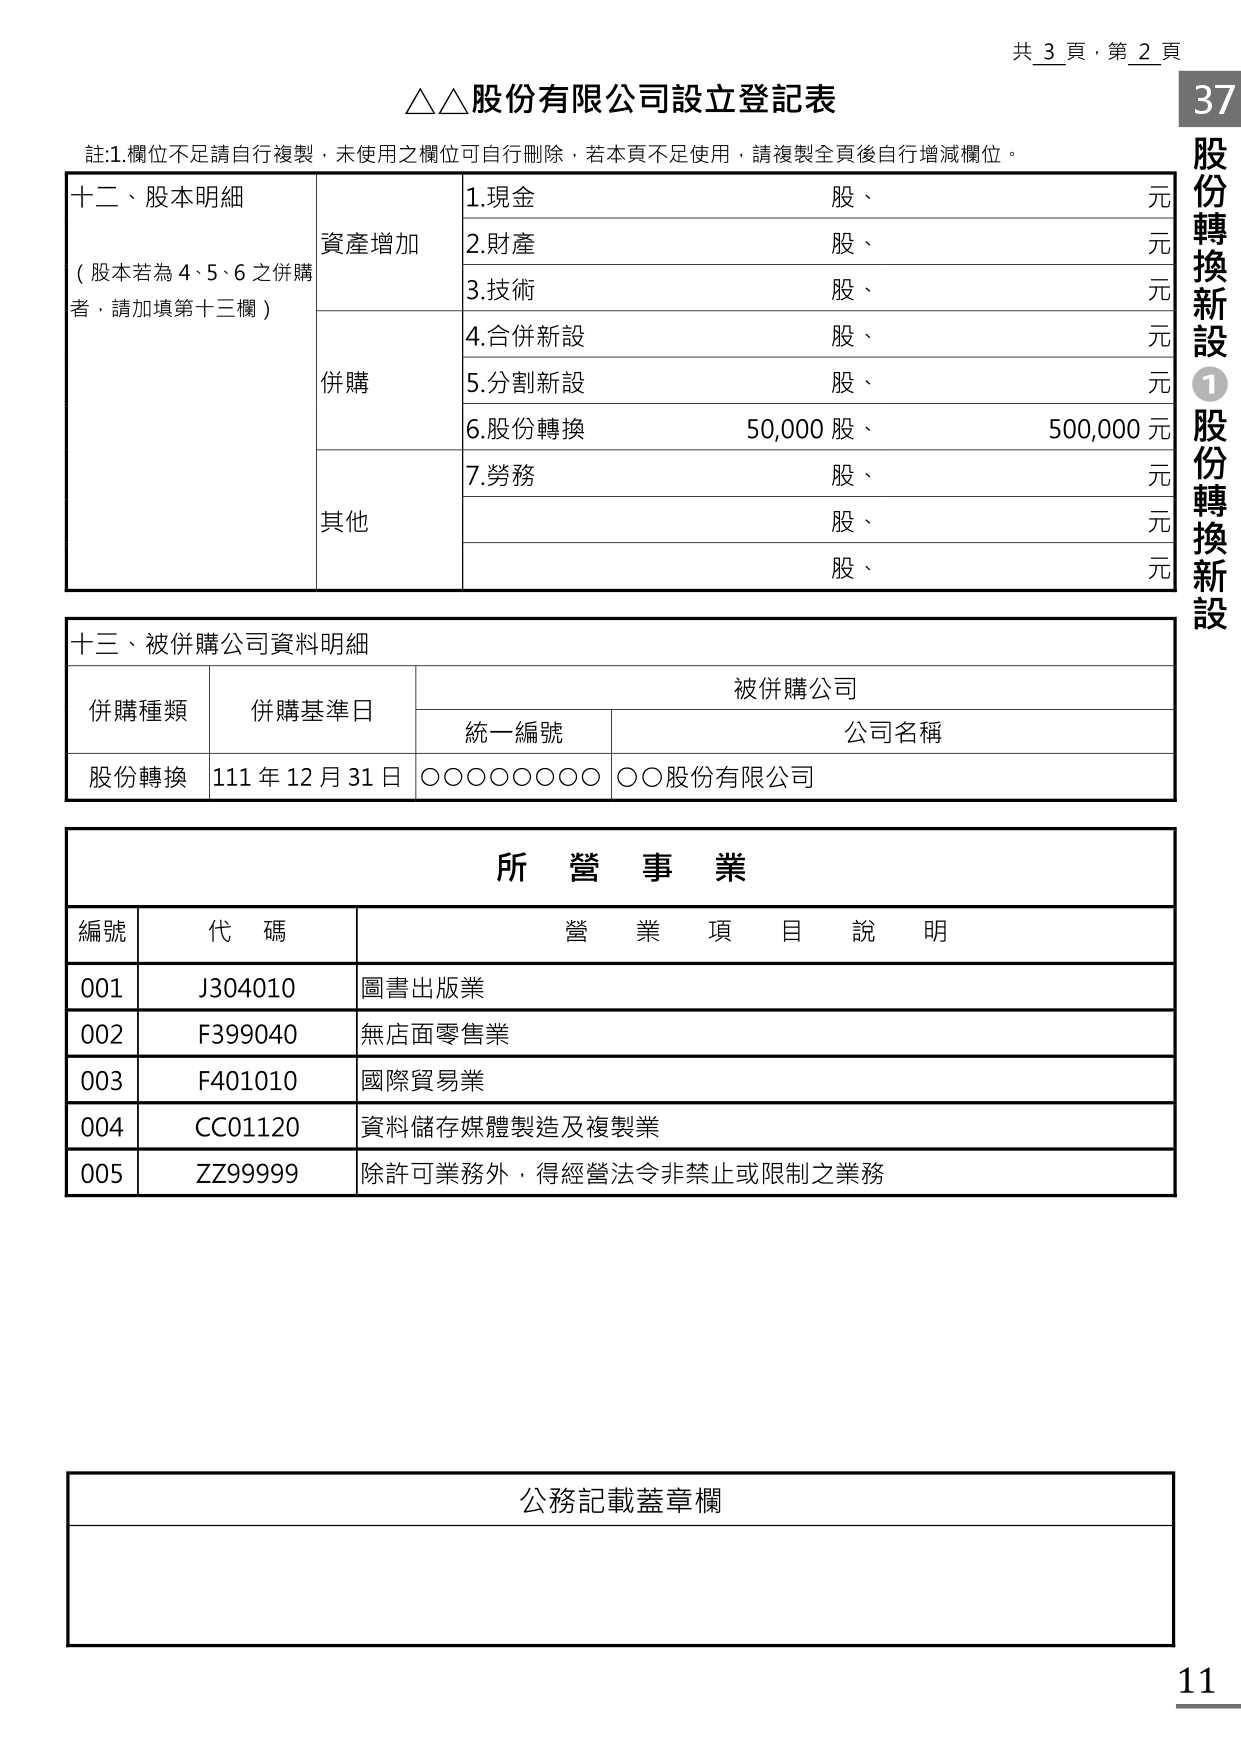 共 3 頁，第 2 頁
△△股份有限公司設立登記表
37
股份轉換新設❶股份轉換新設
註:1.欄位不足請自行複製，未使用之欄位可自行刪除，若本頁不足使用，請複製全頁後自行增減欄位。
十二、股本明細
(股本若為 4、5、6 之併購
者，請加填第十三欄)
資產增加
1.現金 股、 元
2.財產 股、 元
3.技術 股、 元
併購
4.合併新設 股、 元
5.分割新設 股、 元
6.股份轉換 50,000 股、 500,000 元
其他
7.勞務 股、 元
股、 元
股、 元
十三、被併購公司資料明細
併購種類 併購基準日 被併購公司
統一編號 公司名稱
股份轉換 111 年 12 月 31 日 ○○○○○○○○ ○○股份有限公司
所 營 事 業
編號 代 碼 營 業 項 目 說 明
001 J304010 圖書出版業
002 F399040 無店面零售業
003 F401010 國際貿易業
004 CC01120 資料儲存媒體製造及複製業
005 ZZ99999 除許可業務外，得經營法令非禁止或限制之業務
公務記載蓋章欄
11